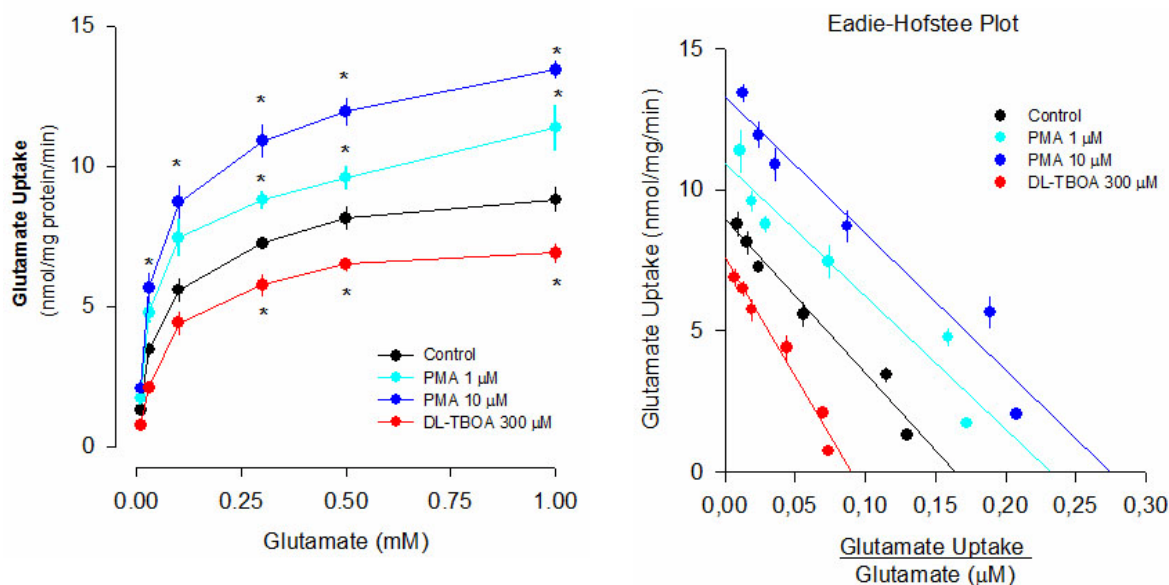 Glutamate Uptake
(nmol/mg protein/min)
15
10
5
0
*
*
*
*
*
*
*
*
*
*
*
Control
PMA 1 µM
PMA 10 µM
DL-TBOA 300 µM
0.00
0.25
0.50
0.75
1.00
Glutamate (mM)
Eadie-Hofstee Plot
Glutamate Uptake (nmol/mg/min)
15
10
5
0
Control
PMA 1 µM
PMA 10 µM
DL-TBOA 300 µM
0,00
0,05
0,10
0,15
0,20
0,25
0,30
Glutamate Uptake
Glutamate (µM)